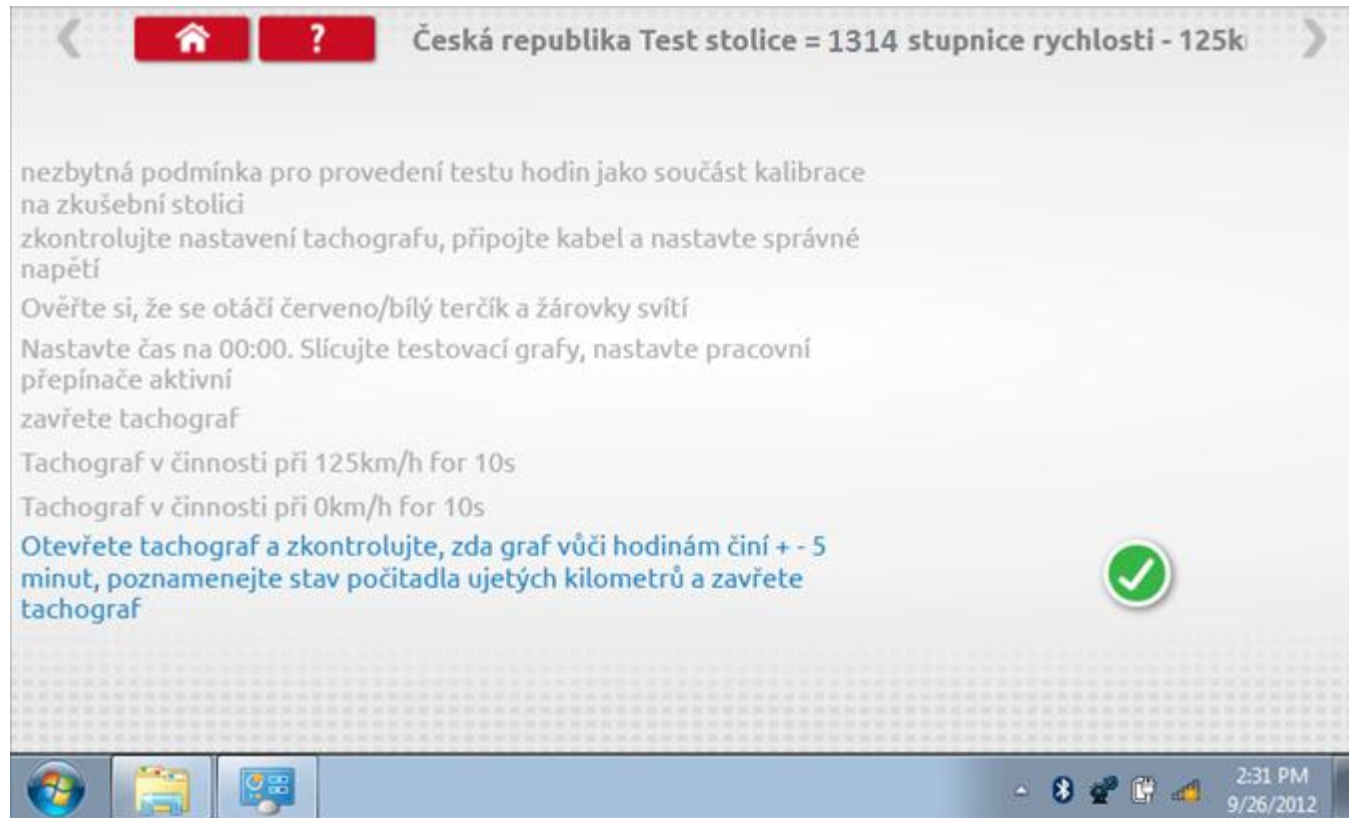 ? Česká republika Test stolice = 1314 stupnice rychlosti - 125k
nezbytná podmínka pro provedení testu hodin jako součást kalibrace
na zkušební stolici
zkontrolujte nastavení tachografu, připojte kabel a nastavte správné
napětí
Ověřte si, že se otáčí červeno/bílý terčík a žárovky svítí
Nastavte čas na 00:00. Slícujte testovací grafy, nastavte pracovní
přepínače aktivní
zavřete tachograf
Tachograf v činnosti při 125km/h for 10s
Tachograf v činnosti při 0km/h for 10s
Otevřete tachograf a zkontrolujte, zda graf vůči hodinám činí + - 5
minut, poznamenejte stav počitadla ujetých kilometrů a zavřete
tachograf
2:31 PM
9/26/2012